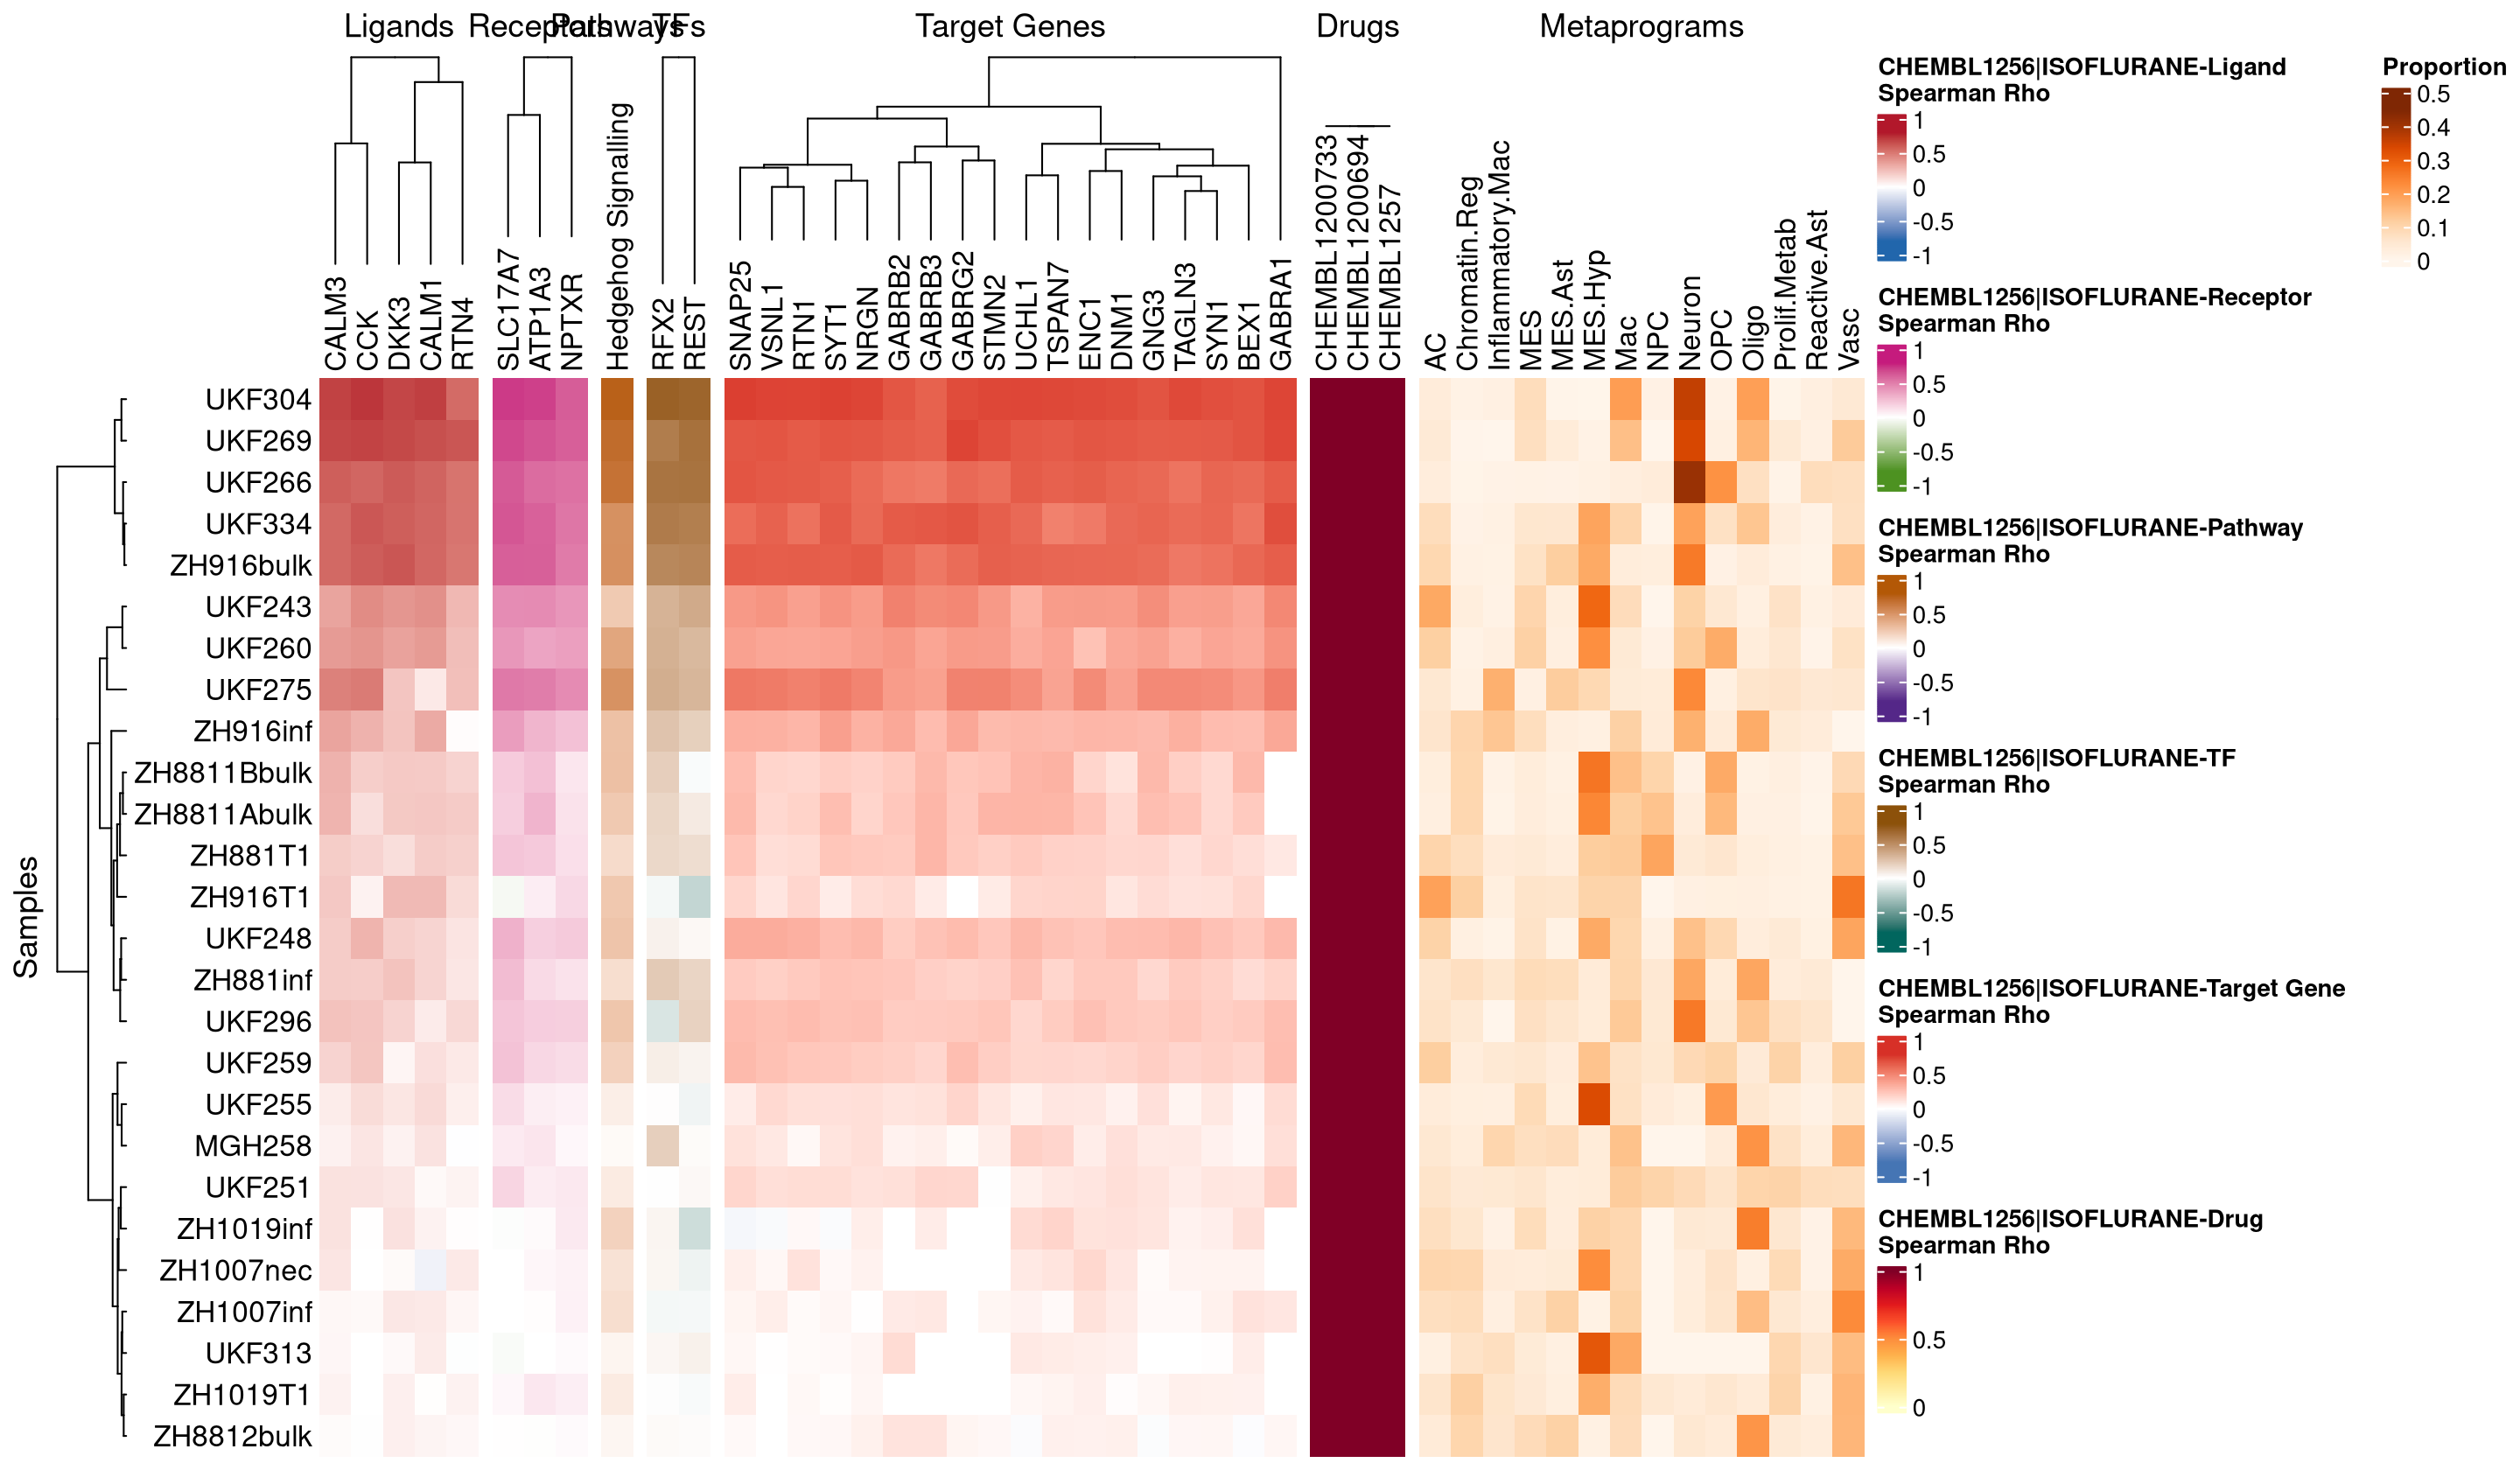 Ligands
Receptors
Pathways
TFs
Target Genes
Drugs
Metaprograms
CALM3
CCK
DKK3
CALM1
RTN4
SLC17A7
ATP1A3
NPTXR
Hedgehog Signalling
RFX2
REST
SNAP25
VSNL1
RTN1
SYT1
NRGN
GABRB2
GABRB3
GABRG2
STMN2
UCHL1
TSPAN7
ENC1
DNM1
GNG3
TAGLN3
SYN1
BEX1
GABRA1
CHEMBL1200733
CHEMBL1200694
CHEMBL1257
AC
Chromatin.Reg
Inflammatory.Mac
MES
MES.Ast
MES.Hyp
Mac
NPC
Neuron
OPC
Oligo
Prolif.Metab
Reactive.Ast
Vasc
Samples
UKF304
UKF269
UKF266
UKF334
ZH916bulk
UKF243
UKF260
UKF275
ZH916inf
ZH8811Bbulk
ZH8811Abulk
ZH881T1
ZH916T1
UKF248
ZH881inf
UKF296
UKF259
UKF255
MGH258
UKF251
ZH1019inf
ZH1007nec
ZH1007inf
UKF313
ZH1019T1
ZH8812bulk
CHEMBL1256|ISOFLURANE-Ligand
Spearman Rho
1
0.5
0
-0.5
-1
CHEMBL1256|ISOFLURANE-Receptor
Spearman Rho
1
0.5
0
-0.5
-1
CHEMBL1256|ISOFLURANE-Pathway
Spearman Rho
1
0.5
0
-0.5
-1
CHEMBL1256|ISOFLURANE-TF
Spearman Rho
1
0.5
0
-0.5
-1
CHEMBL1256|ISOFLURANE-Target Gene
Spearman Rho
1
0.5
0
-0.5
-1
CHEMBL1256|ISOFLURANE-Drug
Spearman Rho
1
0.5
0
Proportion
0.5
0.4
0.3
0.2
0.1
0